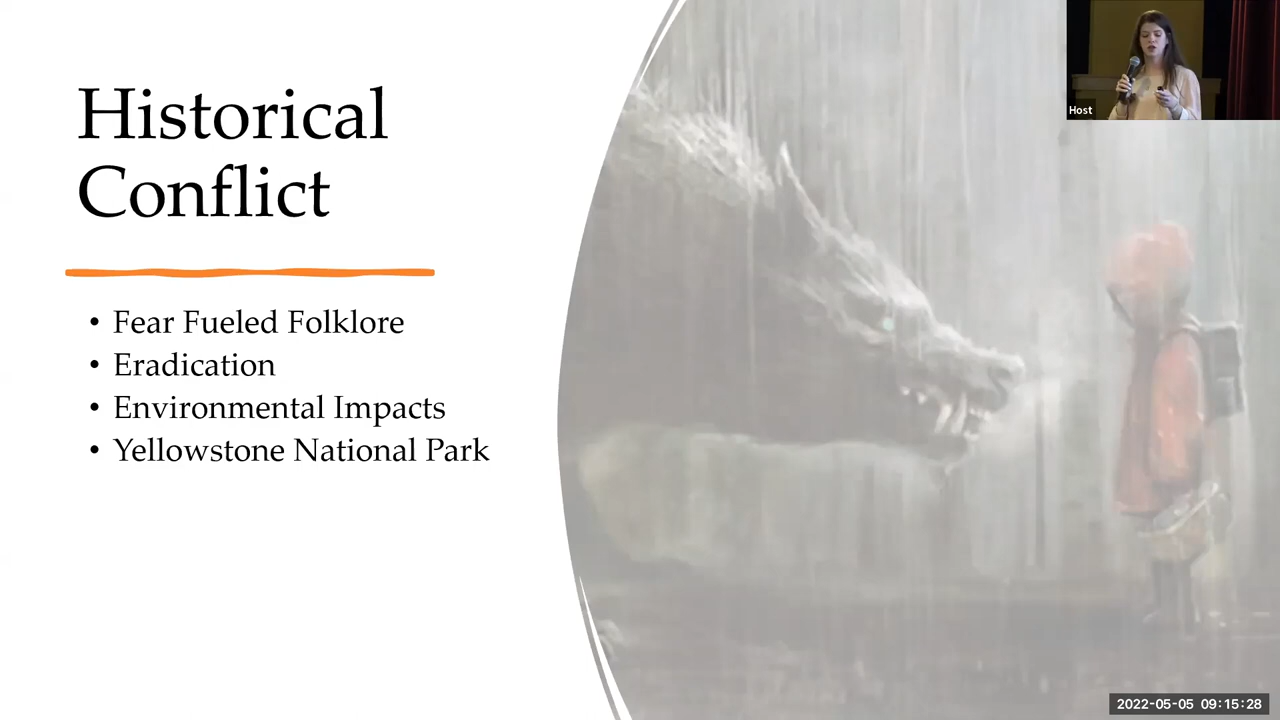 Historical
Conflict
• Fear Fueled Folklore
• Eradication
• Environmental Impacts
• Yellowstone National Park
Host
2022-05-05 09:15:28